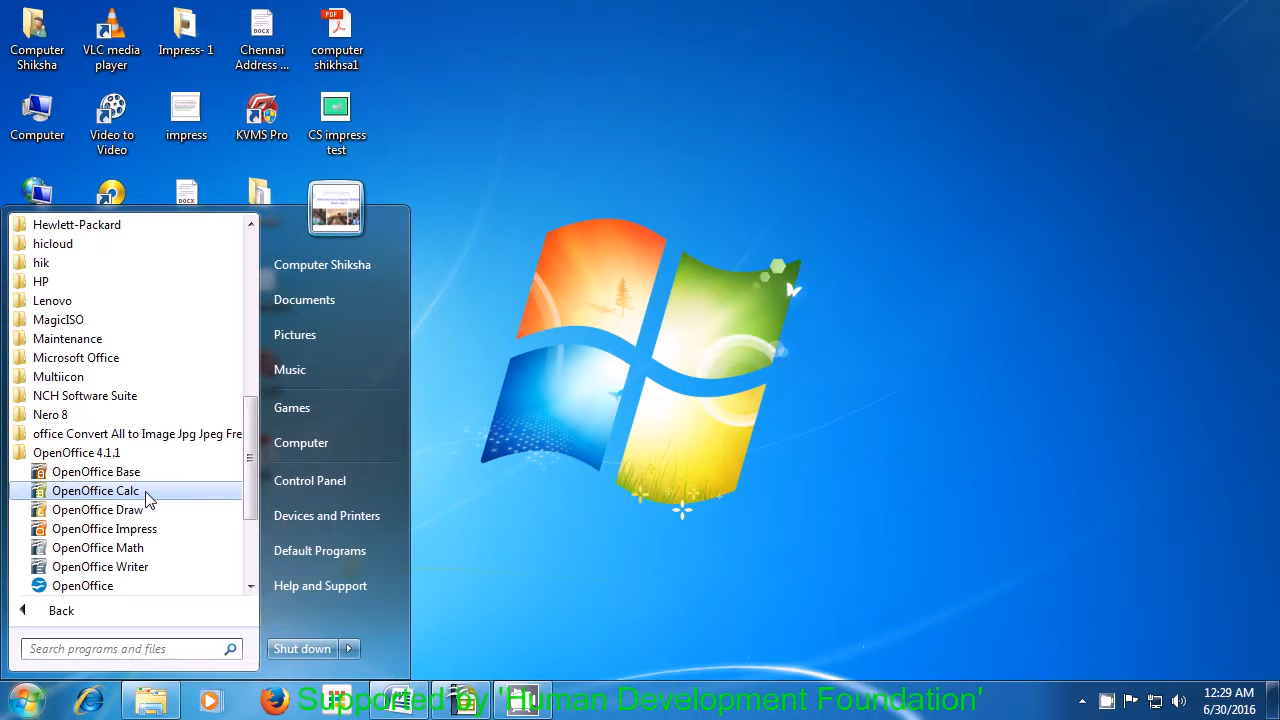 Computer
Shiksha
VLC media
player
Impress- 1
Chennai
Address ...
computer
shikhsa1
PDF
DOCX
Computer
Video to
Video
impress
KVMS Pro
CS impress
test
DOCX
Hewlett-Packard
hicloud
hik
HP
Lenovo
MagicISO
Maintenance
Microsoft Office
Multiicon
NCH Software Suite
Nero 8
office Convert All to Image Jpg Jpeg Fre
OpenOffice 4.1.1
OpenOffice Base
OpenOffice Calc
OpenOffice Draw
OpenOffice Impress
OpenOffice Math
OpenOffice Writer
OpenOffice
Back
Search programs and files
Computer Shiksha
Documents
Pictures
Music
Games
Computer
Control Panel
Devices and Printers
Default Programs
Help and Support
Shut down
Supported by 'Human Development Foundation'
12:29 AM
6/30/2016